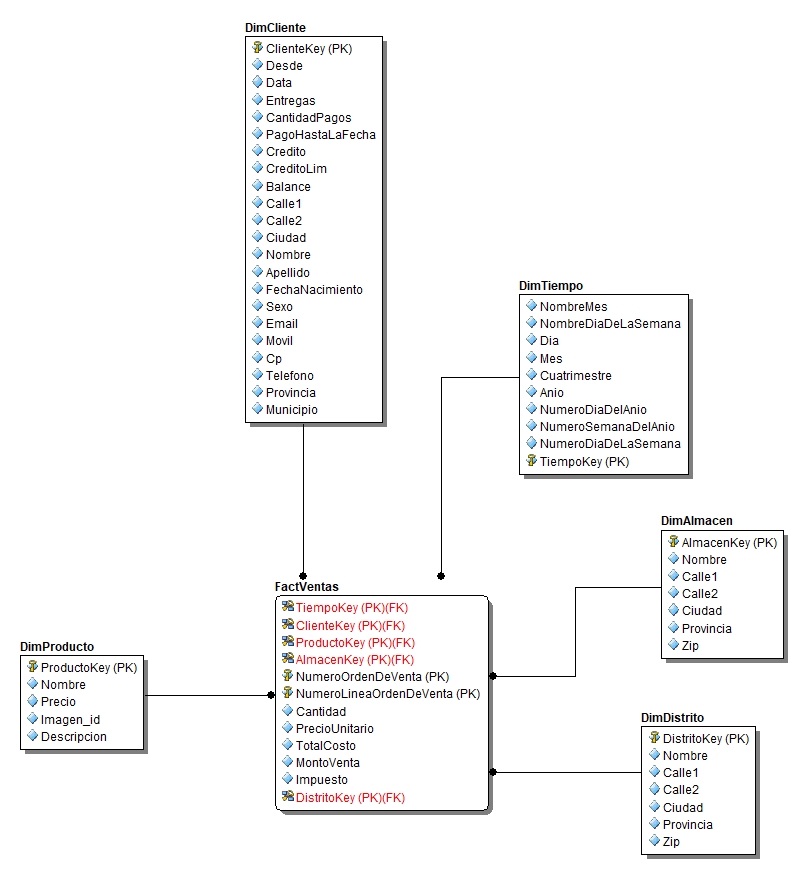 DimCliente
ClienteKey (PK)
Desde
Data
Entregas
CantidadPagos
PagoHastaLaFecha
Credito
CreditoLim
Balance
Calle1
Calle2
Ciudad
Nombre
Apellido
FechaNacimiento
Sexo
Email
Movil
Cp
Telefono
Provincia
Municipio
DimTiempo
NombreMes
NombreDiaDeLaSemana
Dia
Mes
Cuatrimestre
Anio
NumeroDiaDelAnio
NumeroSemanaDelAnio
NumeroDiaDeLaSemana
TiempoKey (PK)
DimAlmacen
AlmacenKey (PK)
Nombre
Calle1
Calle2
Ciudad
Provincia
Zip
FactVentas
TiempoKey (PK)(FK)
ClienteKey (PK)(FK)
ProductoKey (PK)(FK)
AlmacenKey (PK)(FK)
NumeroOrdenDeVenta (PK)
NumeroLineaOrdenDeVenta (PK)
Cantidad
PrecioUnitario
TotalCosto
MontoVenta
Impuesto
DistritoKey (PK)(FK)
DimProducto
ProductoKey (PK)
Nombre
Precio
Imagen_id
Descripcion
DimDistrito
DistritoKey (PK)
Nombre
Calle1
Calle2
Ciudad
Provincia
Zip